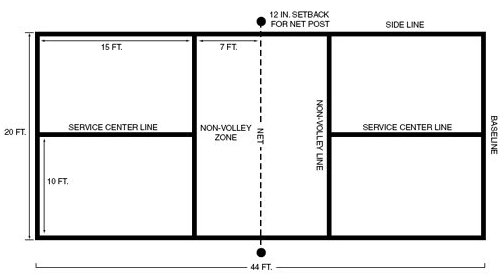 12 IN. SETBACK
FOR NET POST
SIDE LINE
15 FT.
7 FT.
20 FT.
SERVICE CENTER LINE
NON-VOLLEY
ZONE
NET
NON-VOLLEY LINE
SERVICE CENTER LINE
BASELINE
10 FT.
44 FT.